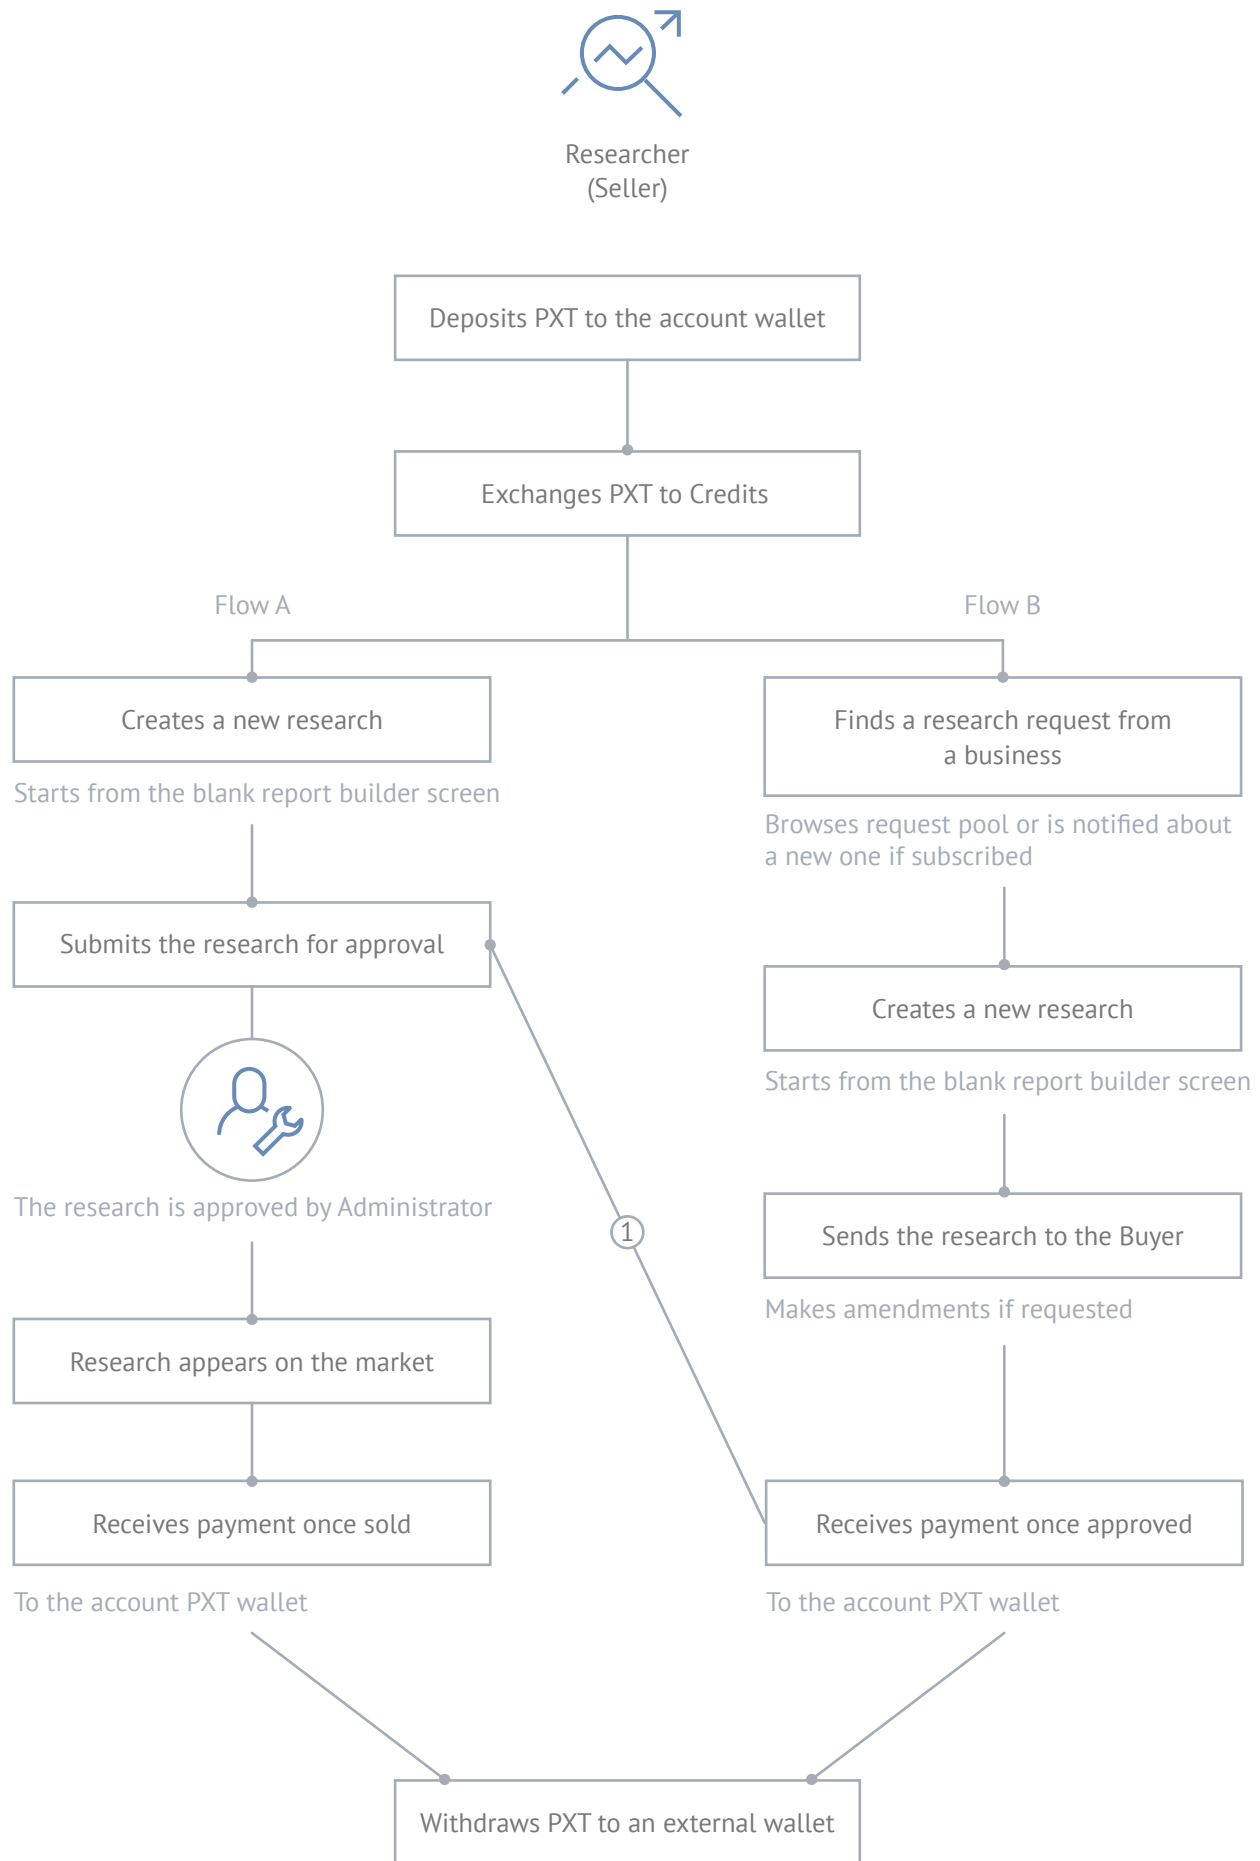 Researcher
(Seller)
Deposits PXT to the account wallet
Exchanges PXT to Credits
Flow A
Creates a new research
Starts from the blank report builder screen
Submits the research for approval
The research is approved by Administrator
Research appears on the market
Receives payment once sold
To the account PXT wallet
1
Flow B
Finds a research request from
a business
Browses request pool or is notified about
a new one if subscribed
Creates a new research
Starts from the blank report builder screen
Sends the research to the Buyer
Makes amendments if requested
Receives payment once approved
To the account PXT wallet
Withdraws PXT to an external wallet